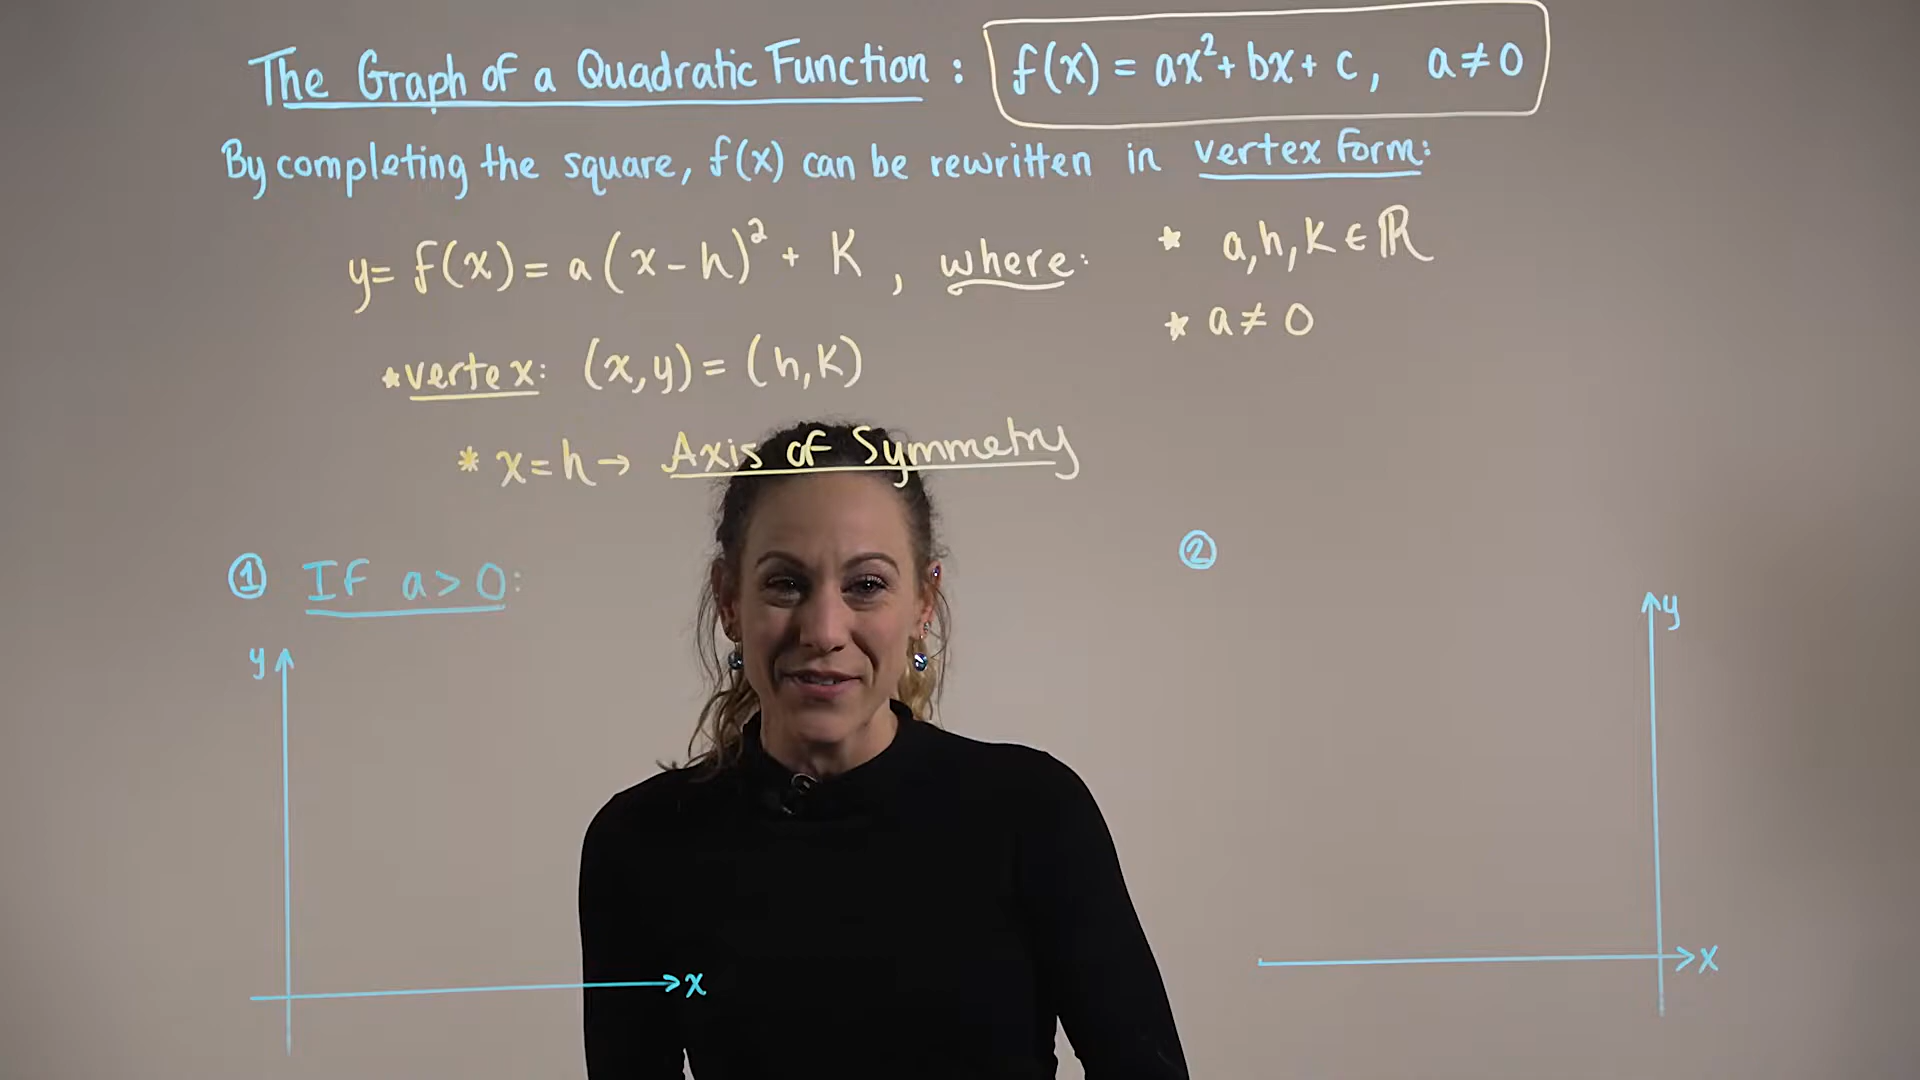 The Graph of a Quadratic Function: f(x) = ax²+bx+c, a≠0
By completing the square, f(x) can be rewritten in vertex form:
y= f(x) = a(x-h)² + K, where:
* a,h,K ∈ ℝ
* a≠0
*vertex: (x,y) = (h,K)
* x=h → Axis of Symmetry
① If a>0:
②
y
x
y
x